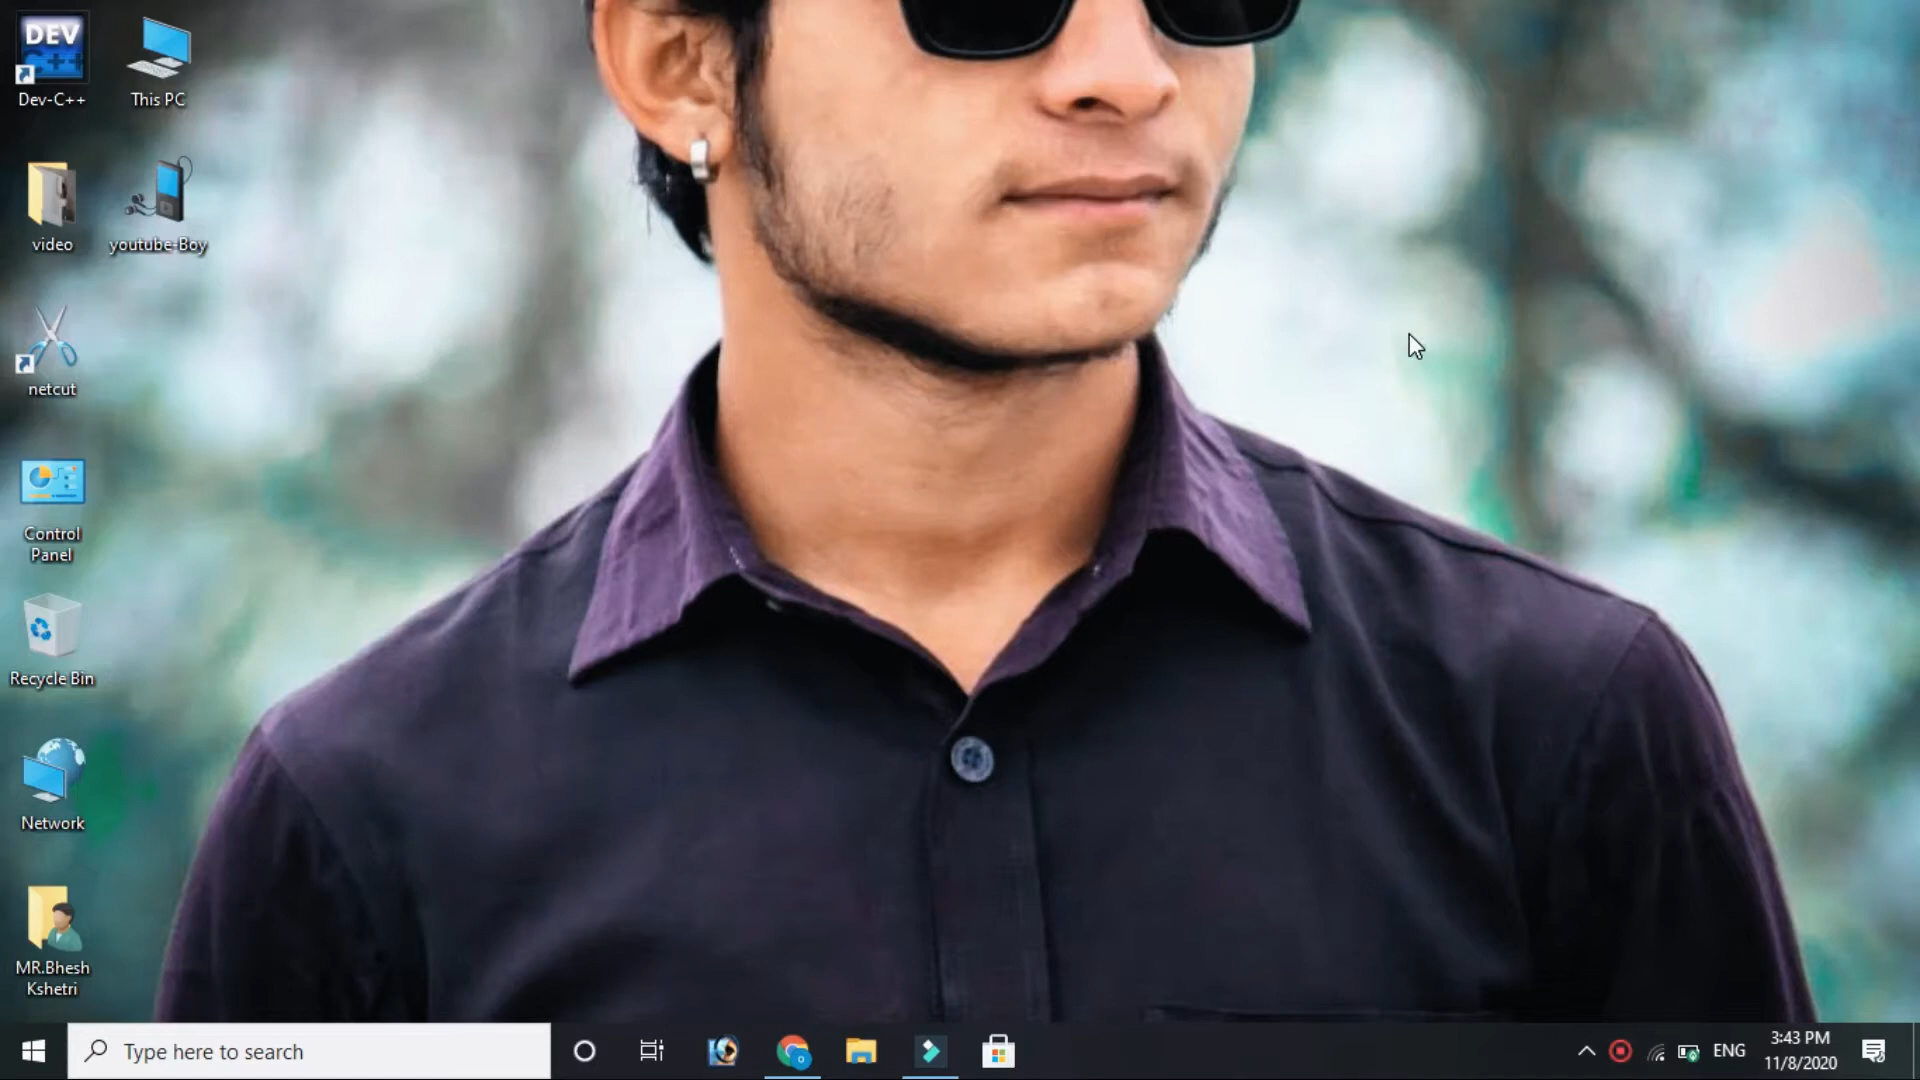 DEV
C++
Dev-C++
This PC
video
youtube-Boy
netcut
Control
Panel
Recycle Bin
Network
MR.Bhesh
Kshetri
Type here to search
ENG
3:43 PM
11/8/2020